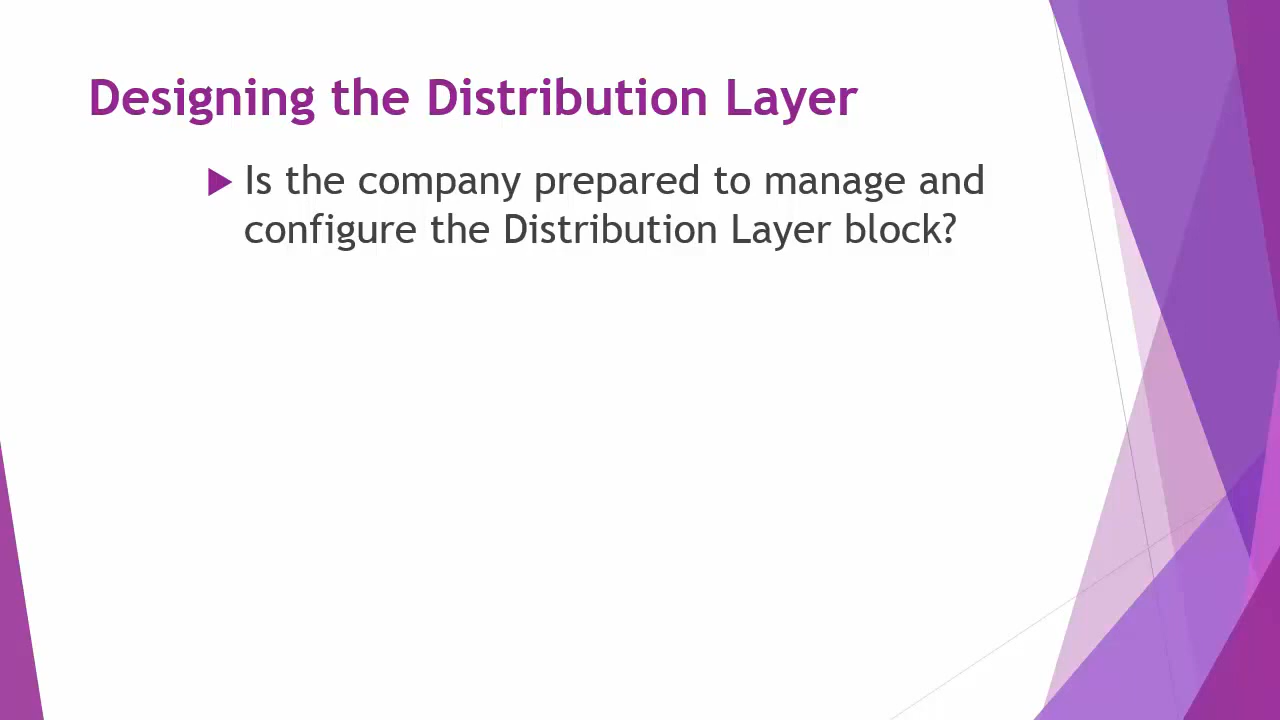 Designing the Distribution Layer
Is the company prepared to manage and
configure the Distribution Layer block?